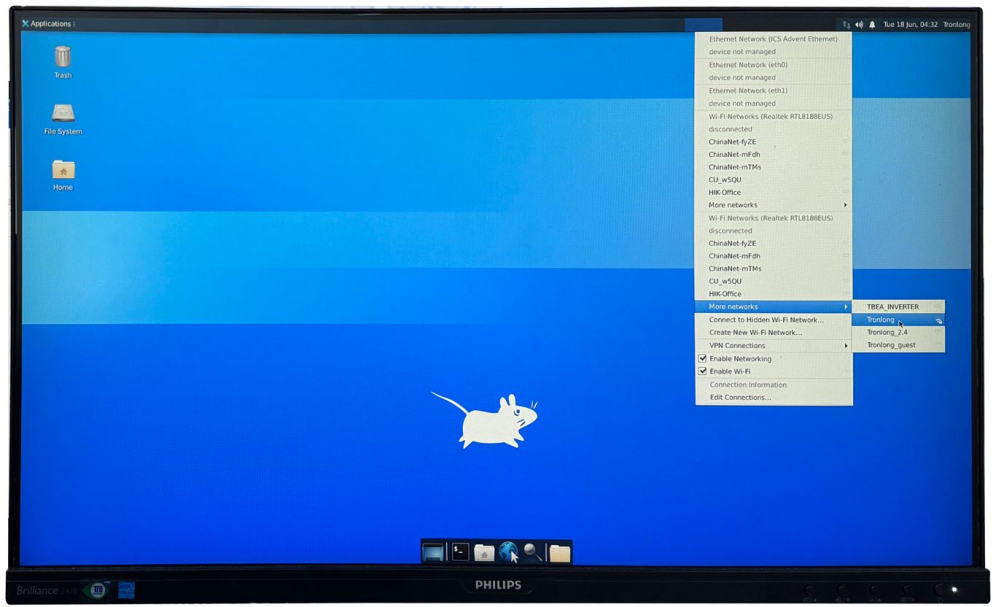 Applications
Tue 18 Jun, 04:32 Tronlong
Trash
File System
Home
Ethernet Network (ICS Advent Ethernet)
device not managed
Ethernet Network (eth0)
device not managed
Ethernet Network (eth1)
device not managed
Wi-Fi Networks (Realtek RTL8188EUS)
disconnected
ChinaNet-fyZE
ChinaNet-mFdh
ChinaNet-mTMs
CU_w5QU
HIK-Office
More networks
Wi-Fi Networks (Realtek RTL8188EUS)
disconnected
ChinaNet-fyZE
ChinaNet-mFdh
ChinaNet-mTMs
CU_w5QU
HIK-Office
More networks
TBEA_INVERTER
Tronlong
Tronlong_2.4
Tronlong_guest
Connect to Hidden Wi-Fi Network...
Create New Wi-Fi Network...
VPN Connections
Enable Networking
Enable Wi-Fi
Connection Information
Edit Connections...
PHILIPS
Brilliance